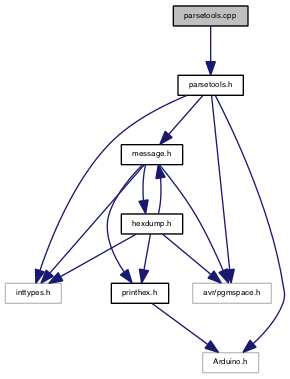 parsetools.cpp
parsetools.h
message.h
hexdump.h
inttypes.h
printhex.h
avr/pgmspace.h
Arduino.h